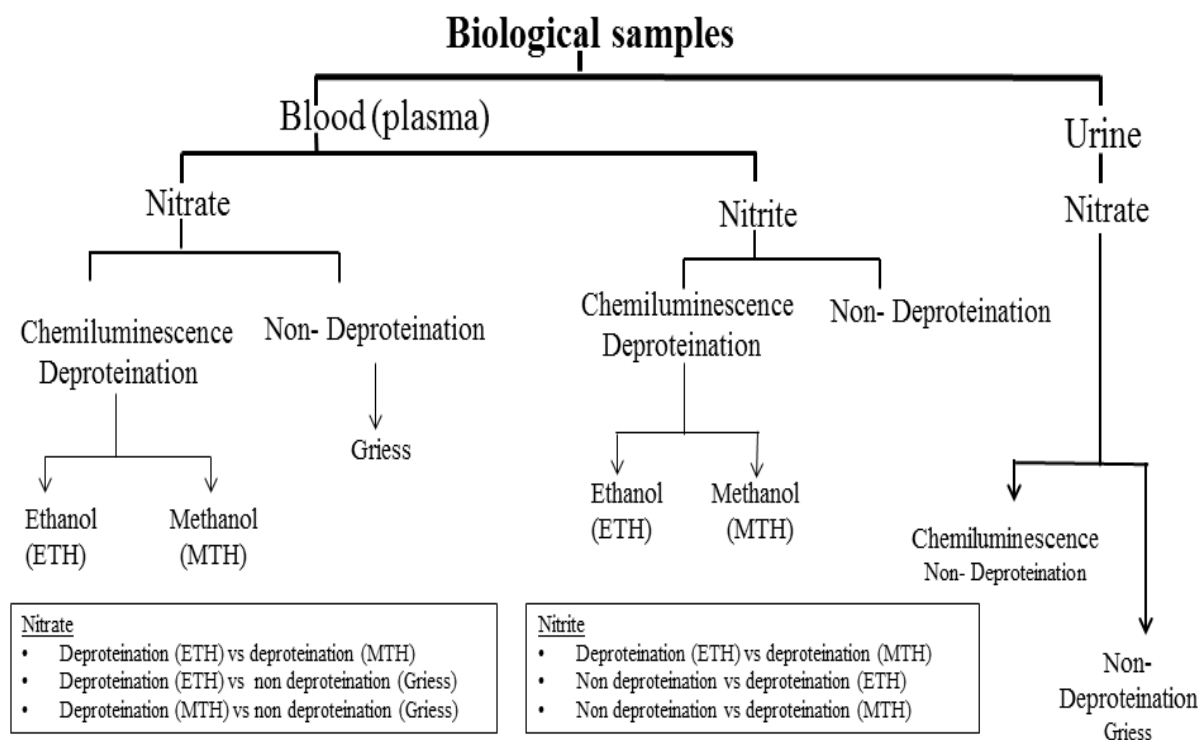 Biological samples
Blood (plasma)
Urine
Nitrate
Nitrite
Nitrate
Chemiluminescence
Deproteination
Non- Deproteination
Griess
Chemiluminescence
Deproteination
Non- Deproteination
Ethanol
(ETH)
Methanol
(MTH)
Ethanol
(ETH)
Methanol
(MTH)
Chemiluminescence
Non- Deproteination
Non-
Deproteination
Griess
Nitrate
• Deproteination (ETH) vs deproteination (MTH)
• Deproteination (ETH) vs non deproteination (Griess)
• Deproteination (MTH) vs non deproteination (Griess)
Nitrite
• Deproteination (ETH) vs deproteination (MTH)
• Non deproteination vs deproteination (ETH)
• Non deproteination vs deproteination (MTH)